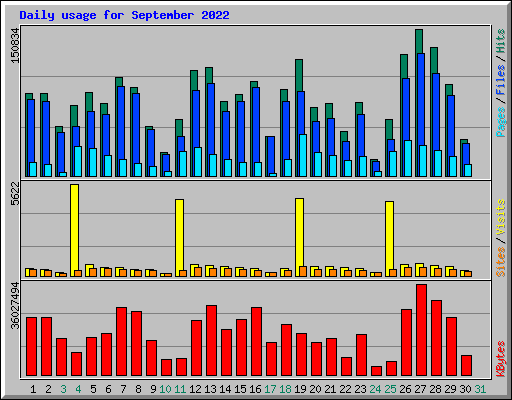 Daily usage for September 2022
150834
Pages / Files / Hits
5622
Sites / Visits
36027494
KBytes
1 2 3 4 5 6 7 8 9 10 11 12 13 14 15 16 17 18 19 20 21 22 23 24 25 26 27 28 29 30 31